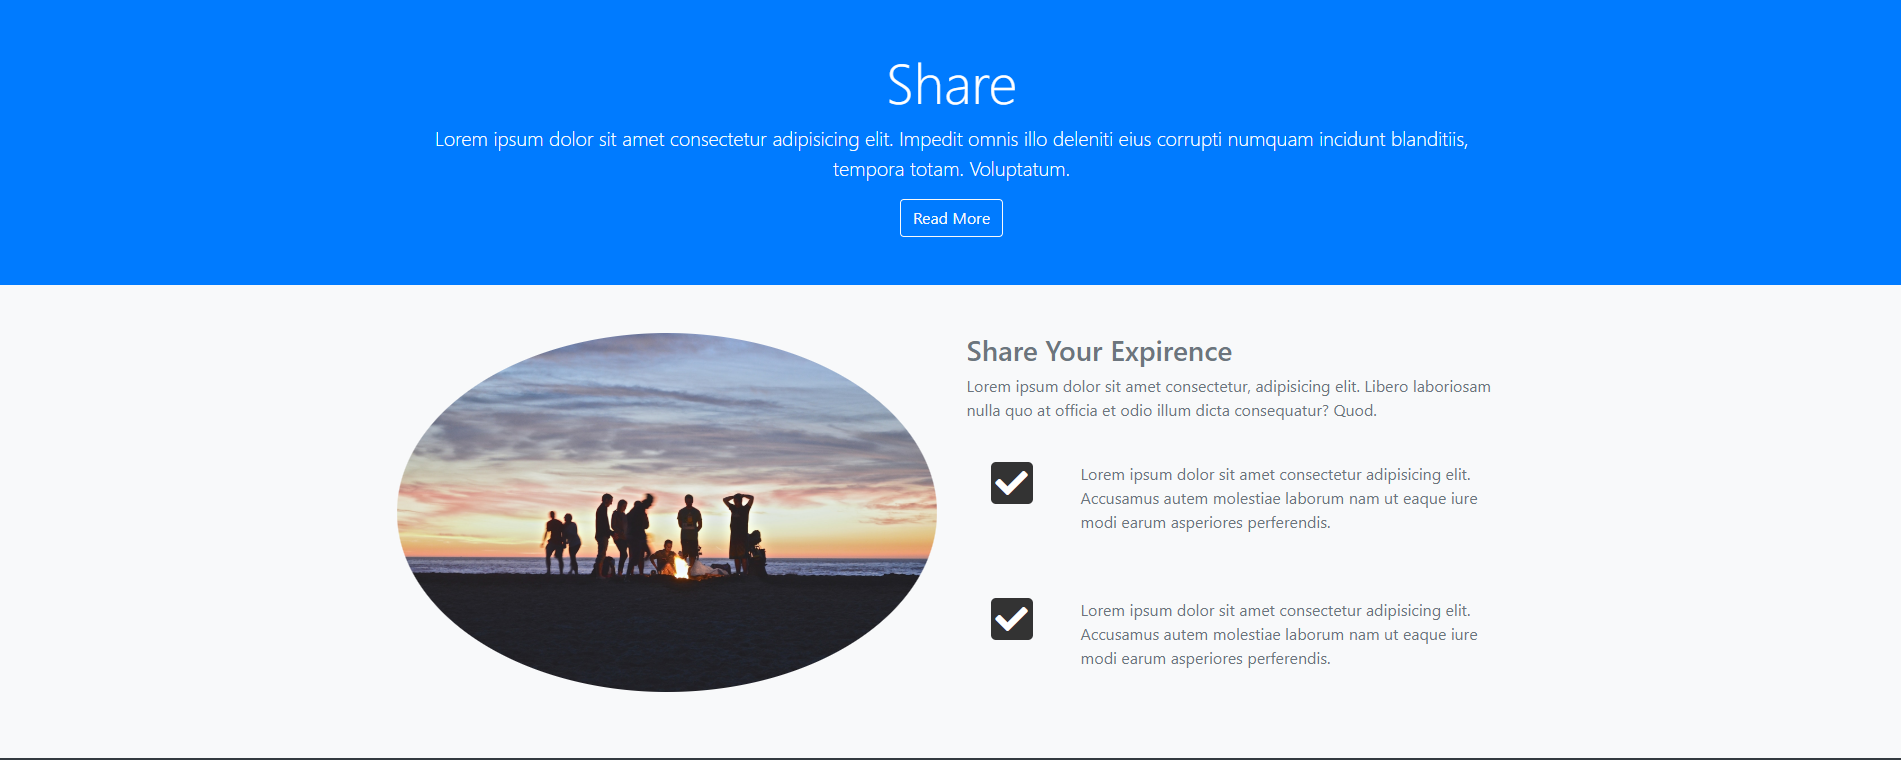 Share
Lorem ipsum dolor sit amet consectetur adipisicing elit. Impedit omnis illo deleniti eius corrupti numquam incidunt blanditiis,
tempora totam. Voluptatum.
Read More
Share Your Expirence
Lorem ipsum dolor sit amet consectetur, adipisicing elit. Libero laboriosam
nulla quo at officia et odio illum dicta consequatur? Quod.
Lorem ipsum dolor sit amet consectetur adipisicing elit.
Accusamus autem molestiae laborum nam ut eaque iure
modi earum asperiores perferendis.
Lorem ipsum dolor sit amet consectetur adipisicing elit.
Accusamus autem molestiae laborum nam ut eaque iure
modi earum asperiores perferendis.